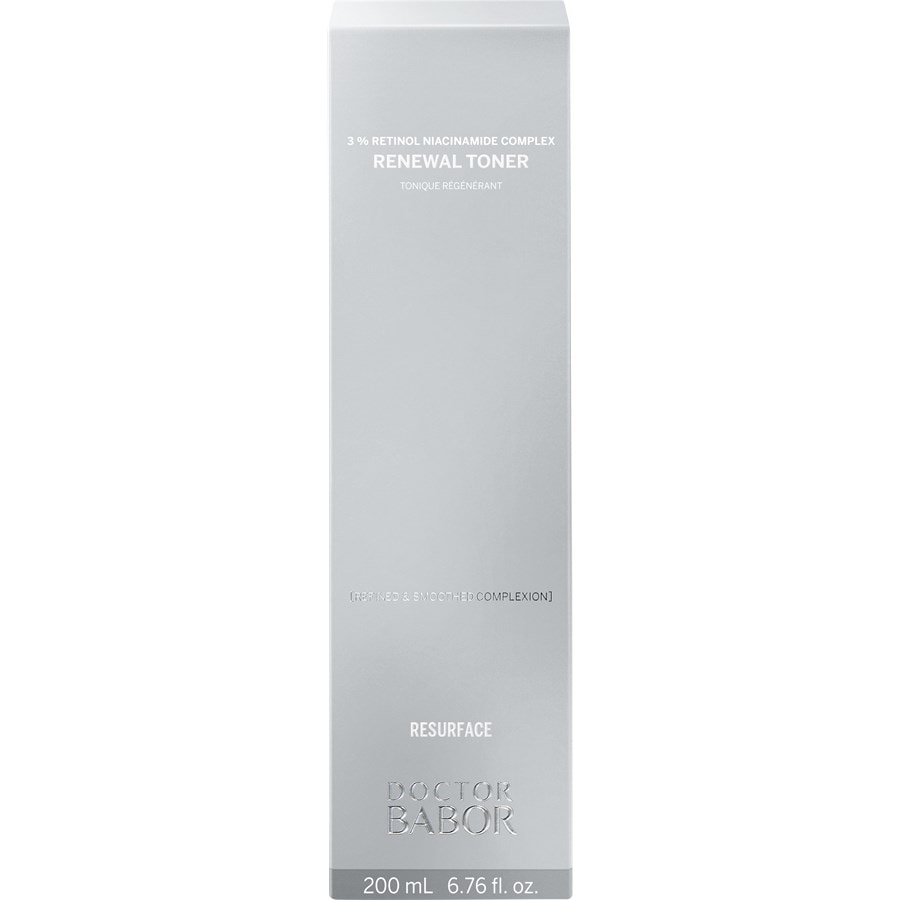 3 % RETINOL NIACINAMIDE COMPLEX
RENEWAL TONER
TONIQUE RÉGÉNÉRANT
[REFINED & SMOOTHED COMPLEXION]
RESURFACE
DOCTOR
BABOR
200 mL 6.76 fl. oz.